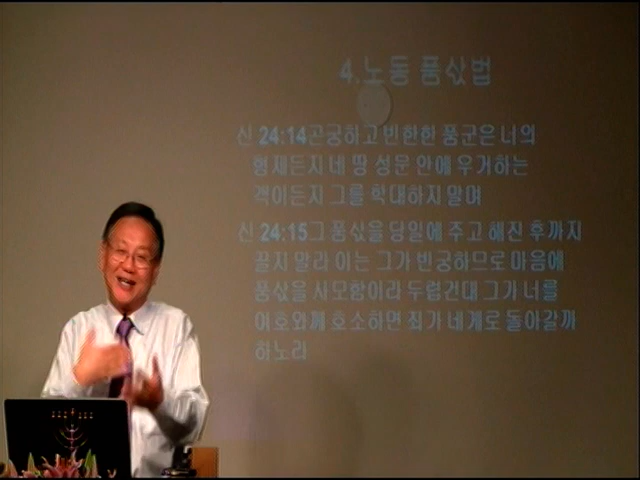 4.노동 품삯법
신 24:14곤궁하고 빈한한 품군은 너의
형제든지 네 땅 성문 안에 우거하는
객이든지 그를 학대하지 말며
신 24:15그 품삯을 당일에 주고 해진 후까지
끌지 말라 이는 그가 빈궁하므로 마음에
품삯을 사모함이라 두렵건대 그가 너를
여호와께 호소하면 죄가 네게로 돌아갈까
하노라